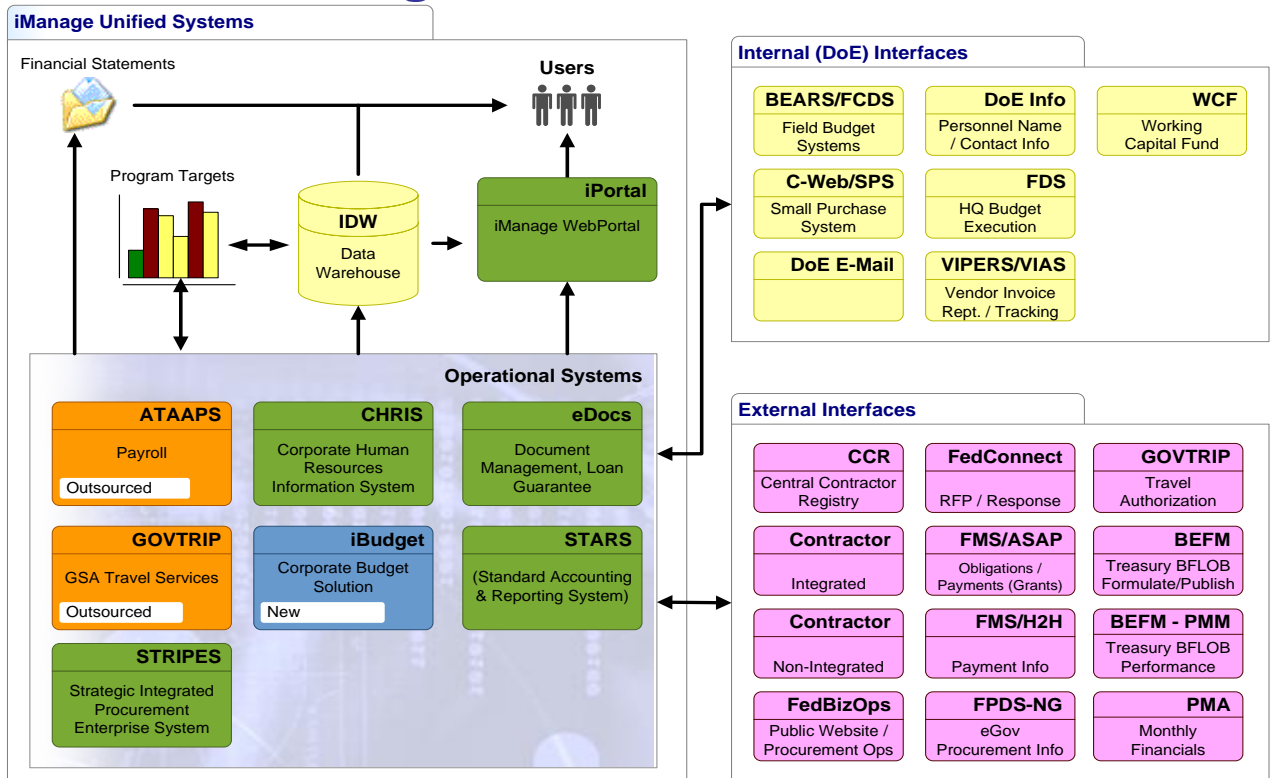 iManage Unified Systems
Financial Statements
Users
Program Targets
IDW
Data
Warehouse
iPortal
iManage WebPortal
Operational Systems
ATAAPS
Payroll
Outsourced
CHRIS
Corporate Human
Resources
Information System
eDocs
Document
Management, Loan
Guarantee
GOVTRIP
GSA Travel Services
Outsourced
iBudget
Corporate Budget
Solution
New
STARS
(Standard Accounting
& Reporting System)
STRIPES
Strategic Integrated
Procurement
Enterprise System
Internal (DoE) Interfaces
BEARS/FCDS
Field Budget
Systems
DoE Info
Personnel Name
/ Contact Info
WCF
Working
Capital Fund
C-Web/SPS
Small Purchase
System
FDS
HQ Budget
Execution
DoE E-Mail
VIPERS/VIAS
Vendor Invoice
Rept. / Tracking
External Interfaces
CCR
Central Contractor
Registry
FedConnect
RFP / Response
GOVTRIP
Travel
Authorization
Contractor
Integrated
FMS/ASAP
Obligations /
Payments (Grants)
BEFM
Treasury BFLOB
Formulate/Publish
Contractor
Non-Integrated
FMS/H2H
Payment Info
BEFM - PMM
Treasury BFLOB
Performance
FedBizOps
Public Website /
Procurement Ops
FPDS-NG
eGov
Procurement Info
PMA
Monthly
Financials